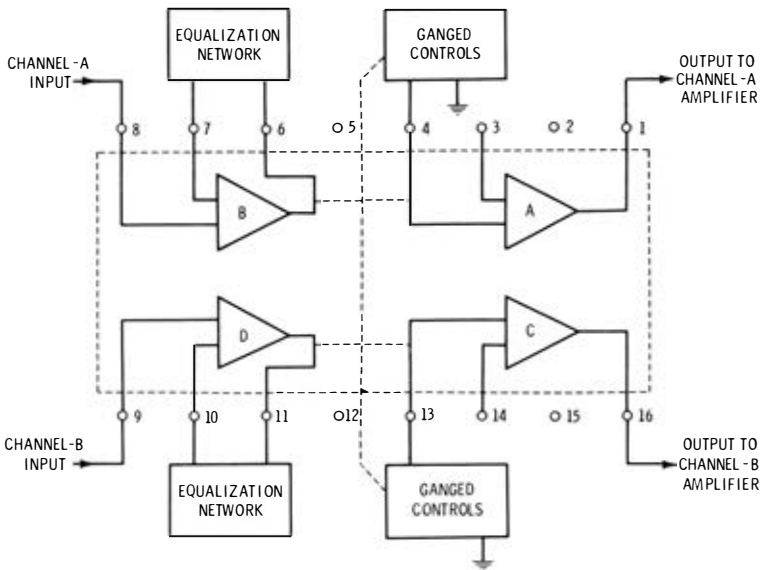 EQUALIZATION
NETWORK
GANGED
CONTROLS
CHANNEL-A
INPUT
OUTPUT TO
CHANNEL-A
AMPLIFIER
8
7
6
5
4
3
2
1
B
A
D
C
9
10
11
12
13
14
15
16
CHANNEL-B
INPUT
EQUALIZATION
NETWORK
GANGED
CONTROLS
OUTPUT TO
CHANNEL-B
AMPLIFIER